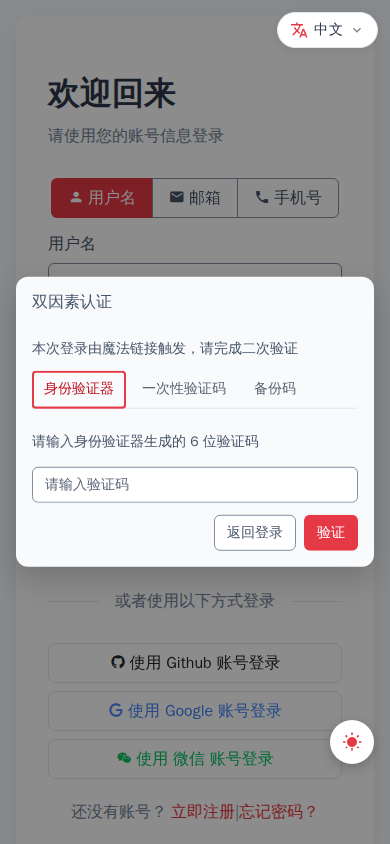 中文
欢迎回来
请使用您的账号信息登录
用户名 邮箱 手机号
用户名
双因素认证
本次登录由魔法链接触发，请完成二次验证
身份验证器 一次性验证码 备份码
请输入身份验证器生成的 6 位验证码
请输入验证码
返回登录 验证
或者使用以下方式登录
使用 Github 账号登录
使用 Google 账号登录
使用 微信 账号登录
还没有账号？ 立即注册|忘记密码？